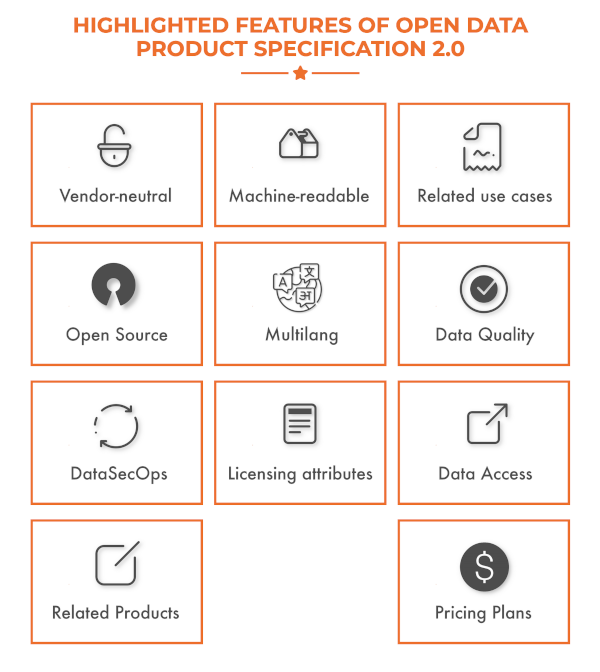 HIGHLIGHTED FEATURES OF OPEN DATA
PRODUCT SPECIFICATION 2.0
Vendor-neutral
Machine-readable
Related use cases
A
文
अ
Open Source
Multilang
Data Quality
DataSecOps
Licensing attributes
Data Access
$
Related Products
Pricing Plans